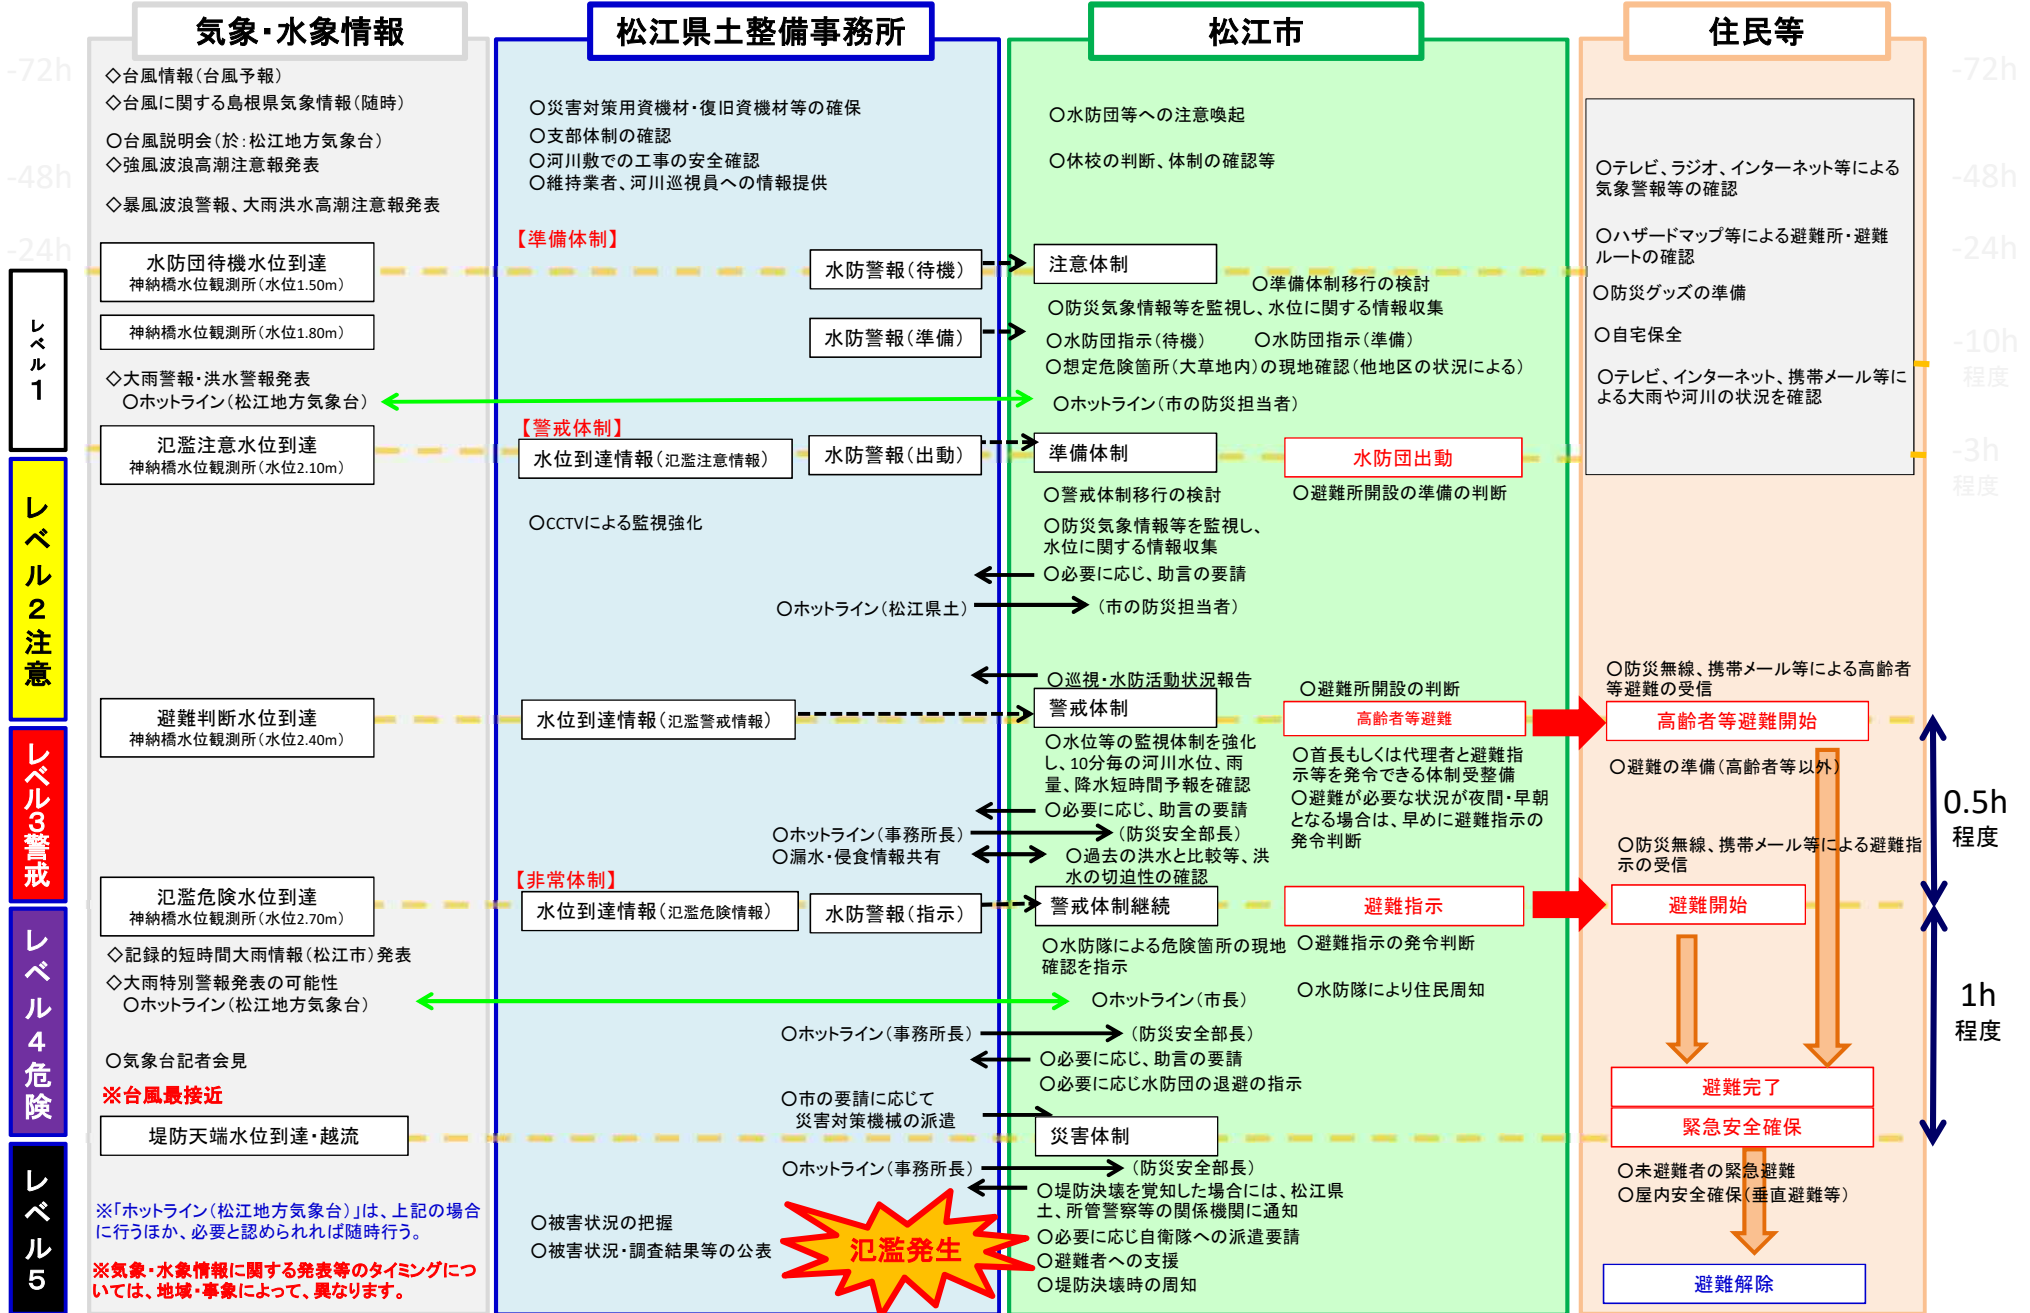 気象・水象情報
松江県土整備事務所
松江市
住民等
-72h
-48h
-24h
レベル1
レベル2注意
レベル3警戒
レベル4危険
レベル5
◇台風情報(台風予報)
◇台風に関する島根県気象情報(随時)
〇台風説明会(於:松江地方気象台)
◇強風波浪高潮注意報発表
◇暴風波浪警報、大雨洪水高潮注意報発表
水防団待機水位到達
神納橋水位観測所(水位1.50m)
神納橋水位観測所(水位1.80m)
◇大雨警報・洪水警報発表
〇ホットライン(松江地方気象台)
氾濫注意水位到達
神納橋水位観測所(水位2.10m)
避難判断水位到達
神納橋水位観測所(水位2.40m)
氾濫危険水位到達
神納橋水位観測所(水位2.70m)
◇記録的短時間大雨情報(松江市)発表
◇大雨特別警報発表の可能性
〇ホットライン(松江地方気象台)
〇気象台記者会見
※台風最接近
堤防天端水位到達・越流
※「ホットライン(松江地方気象台)」は、上記の場合
に行うほか、必要と認められれば随時行う。
※気象・水象情報に関する発表等のタイミングにつ
いては、地域・事象によって、異なります。
〇災害対策用資機材・復旧資機材等の確保
〇支部体制の確認
〇河川敷での工事の安全確認
〇維持業者、河川巡視員への情報提供
【準備体制】
水防警報(待機)
水防警報(準備)
【警戒体制】
水位到達情報(氾濫注意情報)
水防警報(出動)
〇CCTVによる監視強化
〇ホットライン(松江県土)
水位到達情報(氾濫警戒情報)
〇ホットライン(事務所長)
〇漏水・侵食情報共有
【非常体制】
水位到達情報(氾濫危険情報)
水防警報(指示)
〇ホットライン(事務所長)
〇市の要請に応じて
災害対策機械の派遣
〇ホットライン(事務所長)
〇被害状況の把握
〇被害状況・調査結果等の公表
氾濫発生
〇水防団等への注意喚起
〇休校の判断、体制の確認等
注意体制
〇準備体制移行の検討
〇防災気象情報等を監視し、水位に関する情報収集
〇水防団指示(待機)
〇水防団指示(準備)
〇想定危険箇所(大草地内)の現地確認(他地区の状況による)
〇ホットライン(市の防災担当者)
準備体制
水防団出動
〇警戒体制移行の検討
〇避難所開設の準備の判断
〇防災気象情報等を監視し、
水位に関する情報収集
〇必要に応じ、助言の要請
(市の防災担当者)
〇巡視・水防活動状況報告
〇避難所開設の判断
警戒体制
高齢者等避難
〇水位等の監視体制を強化
し、10分毎の河川水位、雨
量、降水短時間予報を確認
〇首長もしくは代理者と避難指
示等を発令できる体制受整備
〇避難が必要な状況が夜間・早朝
となる場合は、早めに避難指示の
発令判断
〇必要に応じ、助言の要請
(防災安全部長)
〇過去の洪水と比較等、洪
水の切迫性の確認
警戒体制継続
避難指示
〇水防隊による危険箇所の現地
確認を指示
〇避難指示の発令判断
〇水防隊により住民周知
〇ホットライン(市長)
(防災安全部長)
〇必要に応じ、助言の要請
〇必要に応じ水防団の退避の指示
災害体制
(防災安全部長)
〇堤防決壊を覚知した場合には、松江県
土、所管警察等の関係機関に通知
〇必要に応じ自衛隊への派遣要請
〇避難者への支援
〇堤防決壊時の周知
〇テレビ、ラジオ、インターネット等による
気象警報等の確認
〇ハザードマップ等による避難所・避難
ルートの確認
〇防災グッズの準備
〇自宅保全
〇テレビ、インターネット、携帯メール等に
よる大雨や河川の状況を確認
〇防災無線、携帯メール等による高齢者
等避難の受信
高齢者等避難開始
〇避難の準備(高齢者等以外)
〇防災無線、携帯メール等による避難指
示の受信
避難開始
避難完了
緊急安全確保
〇未避難者の緊急避難
〇屋内安全確保(垂直避難等)
避難解除
-72h
-48h
-24h
-10h
程度
-3h
程度
0.5h
程度
1h
程度